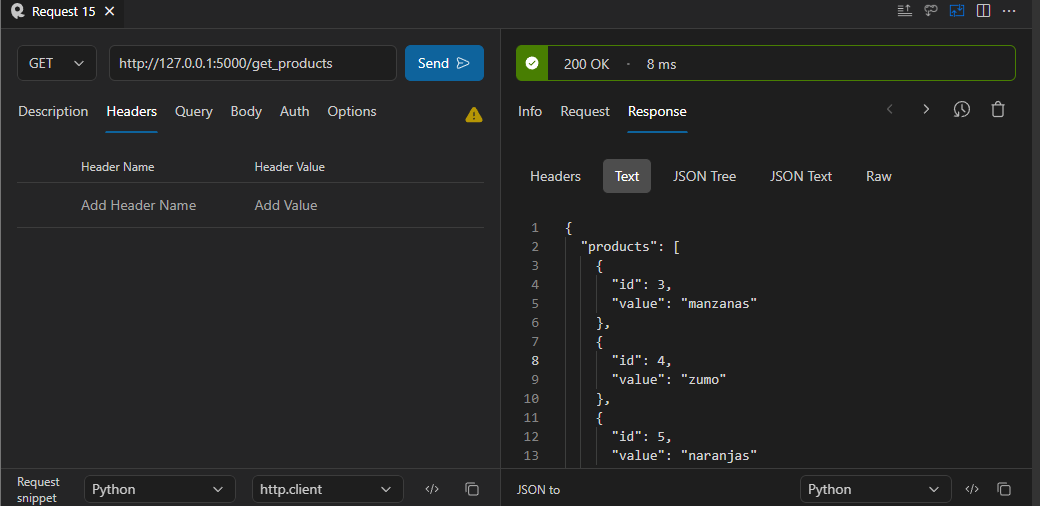 Request 15
GET http://127.0.0.1:5000/get_products Send
Description Headers Query Body Auth Options
Header Name Header Value
Add Header Name Add Value
Request snippet Python http.client
200 OK · 8 ms
Info Request Response
Headers Text JSON Tree JSON Text Raw
1 {
2 "products": [
3 {
4 "id": 3,
5 "value": "manzanas"
6 },
7 {
8 "id": 4,
9 "value": "zumo"
10 },
11 {
12 "id": 5,
13 "value": "naranjas"
JSON to Python